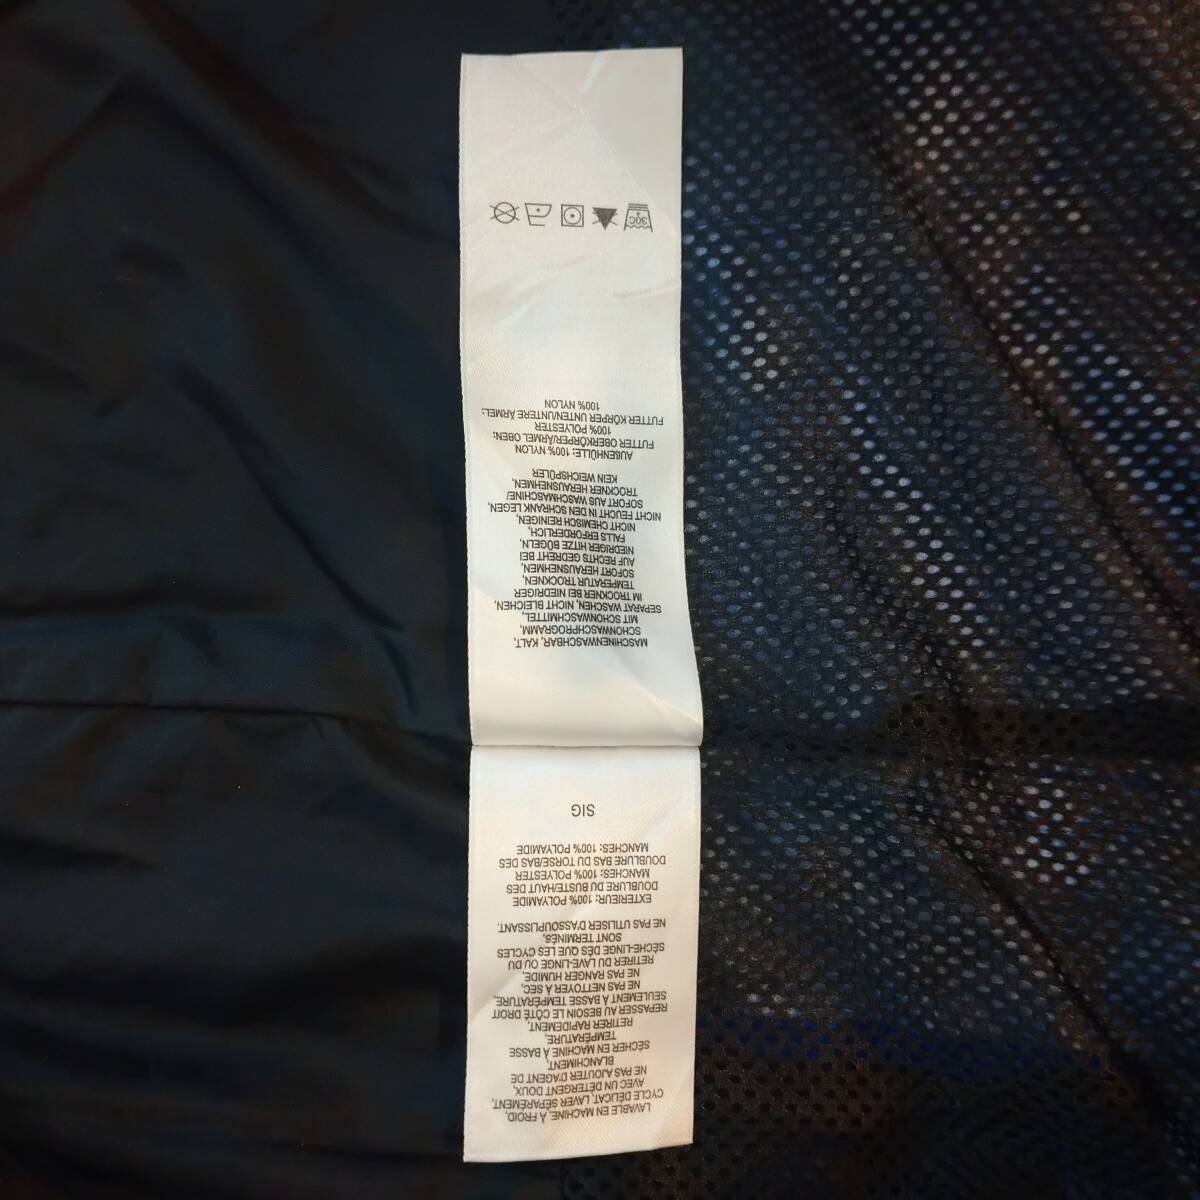 LAVABLE EN MACHINE, À FROID,
CYCLE DÉLICAT, LAVER SÉPARÉMENT,
AVEC UN DÉTERGENT DOUX,
NE PAS AJOUTER D'AGENT DE
BLANCHIMENT,
SÉCHER EN MACHINE À BASSE
TEMPÉRATURE,
RETIRER RAPIDEMENT,
REPASSER AU BESOIN LE CÔTÉ DROIT
SEULEMENT À BASSE TEMPÉRATURE,
NE PAS NETTOYER À SEC,
NE PAS RANGER HUMIDE,
RETIRER DU LAVE-LINGE OU DU
SÈCHE-LINGE DÈS QUE LES CYCLES
SONT TERMINÉS,
NE PAS UTILISER D'ASSOUPLISSANT.
EXTERIEUR: 100% POLYAMIDE
DOUBLURE DU BUSTE/HAUT DES
MANCHES: 100% POLYESTER
DOUBLURE BAS DU TORSE/BAS DES
MANCHES: 100% POLYAMIDE
SIG
MASCHINENWASCHBAR, KALT,
SCHONWASCHPROGRAMM,
MIT SCHONWASCHMITTEL,
SEPARAT WASCHEN, NICHT BLEICHEN,
IM TROCKNER BEI NIEDRIGER
TEMPERATUR TROCKNEN,
SOFORT HERAUSNEHMEN,
AUF RECHTS GEDREHT BEI
NIEDRIGER HITZE BÜGELN,
FALLS ERFORDERLICH,
NICHT CHEMISCH REINIGEN,
NICHT FEUCHT IN DEN SCHRANK LEGEN,
SOFORT AUS WASCHMASCHINE/
TROCKNER HERAUSNEHMEN,
KEIN WEICHSPÜLER
AUßENHÜLLE: 100% NYLON
FUTTER OBERKÖRPER/ÄRMEL OBEN:
100% POLYESTER
FUTTER KÖRPER UNTEN/UNTERE ÄRMEL:
100% NYLON
30C